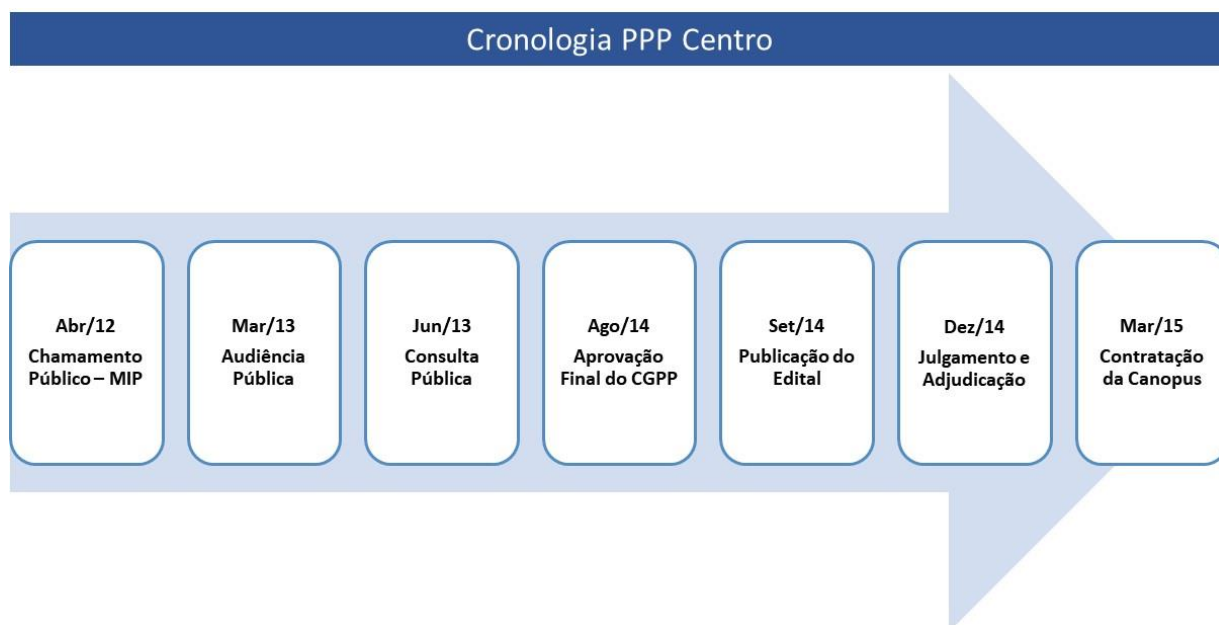 Cronologia PPP Centro
Abr/12
Chamamento
Público – MIP
Mar/13
Audiência
Pública
Jun/13
Consulta
Pública
Ago/14
Aprovação
Final do CGPP
Set/14
Publicação do
Edital
Dez/14
Julgamento e
Adjudicação
Mar/15
Contratação
da Canopus